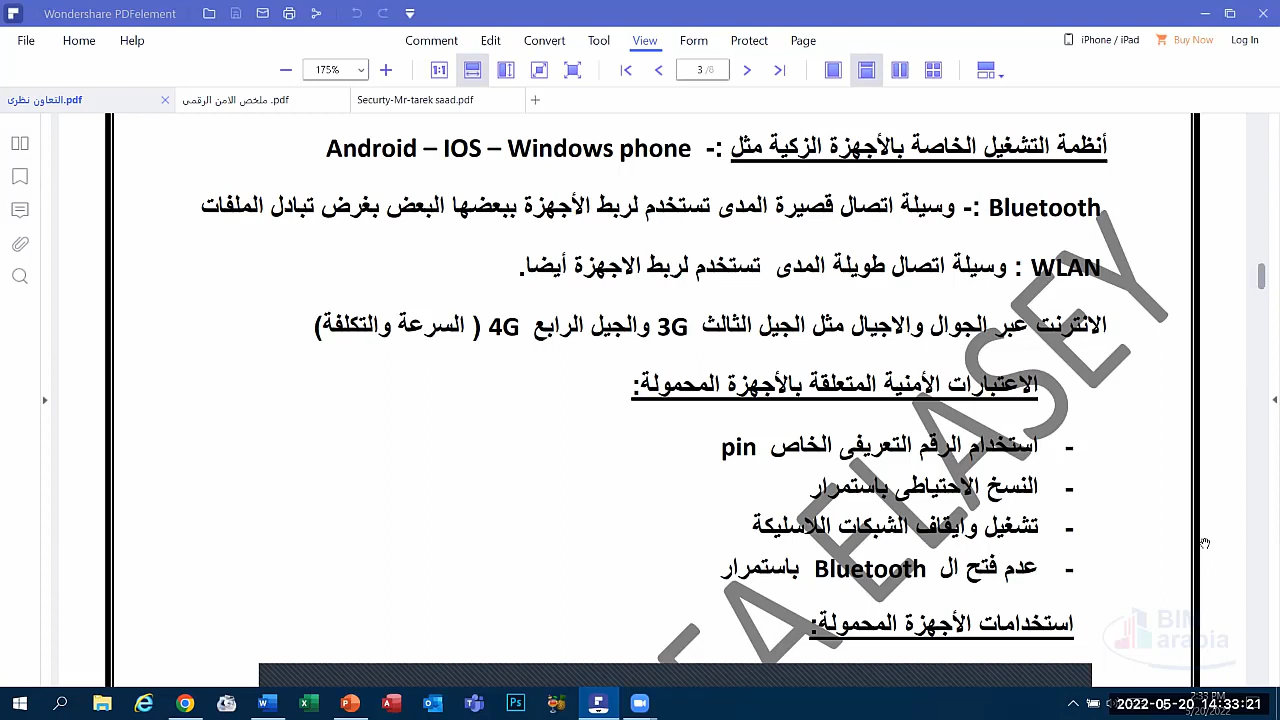 Wondershare PDFelement
File Home Help Comment Edit Convert Tool View Form Protect Page iPhone / iPad Buy Now Log In
175% 3 /6
التعاون نظرى.pdf ملخص الامن الرقمى .pdf Securty-Mr-tarek saad.pdf
أنظمة التشغيل الخاصة بالأجهزة الزكية مثل :- Android – IOS – Windows phone
Bluetooth :- وسيلة اتصال قصيرة المدى تستخدم لربط الأجهزة ببعضها البعض بغرض تبادل الملفات
WLAN : وسيلة اتصال طويلة المدى تستخدم لربط الاجهزة أيضا.
الانترنت عبر الجوال والاجيال مثل الجيل الثالث 3G والجيل الرابع 4G ( السرعة والتكلفة)
الاعتبارات الأمنية المتعلقة بالأجهزة المحمولة:
- استخدام الرقم التعريفى الخاص pin
- النسخ الاحتياطى باستمرار
- تشغيل وايقاف الشبكات اللاسليكة
- عدم فتح ال Bluetooth باستمرار
استخدامات الأجهزة المحمولة:
ELASEY
BIM
arabia
2022-05-20 14:33:21